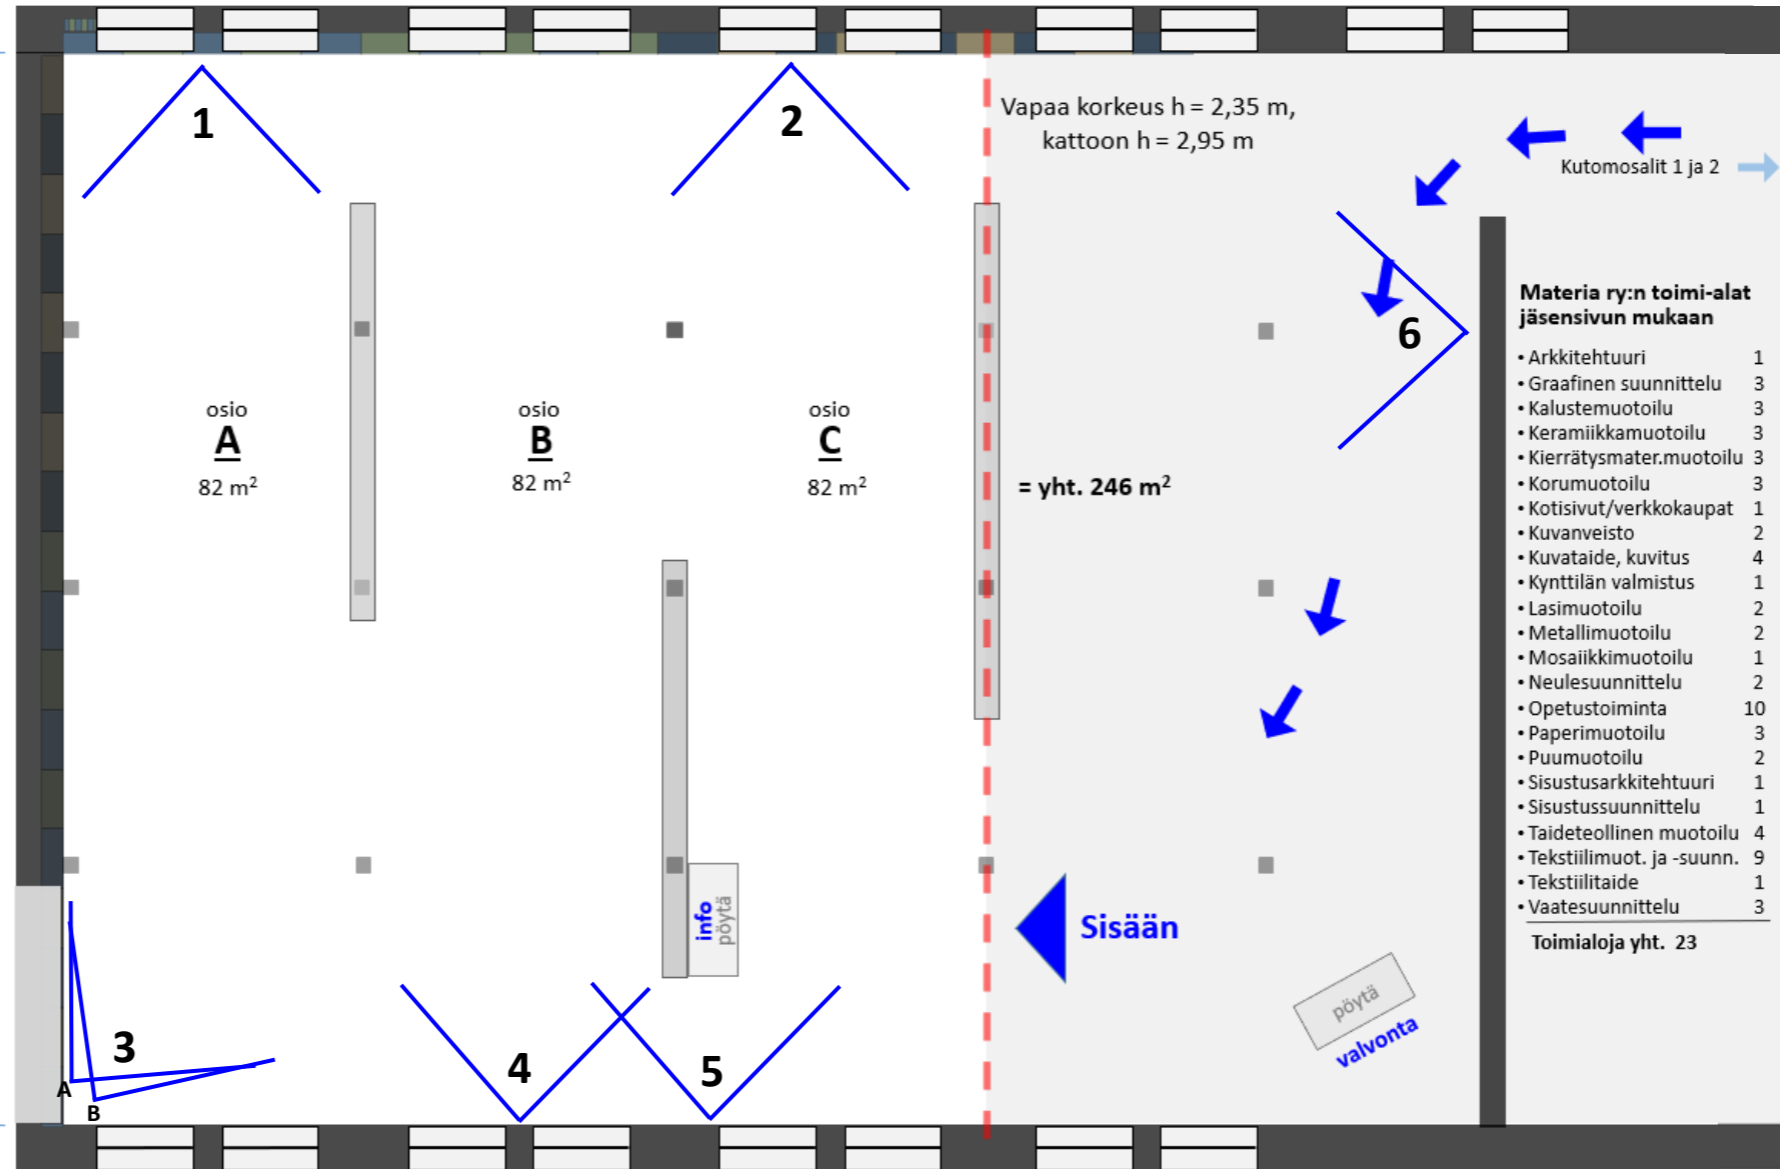 1
2
Vapaa korkeus h = 2,35 m,
kattoon h = 2,95 m
Kutomosalit 1 ja 2
6
osio
A
82 m²
osio
B
82 m²
osio
C
82 m²
= yht. 246 m²
Materia ry:n toimi-alat
jäsensivun mukaan
• Arkkitehtuuri 1
• Graafinen suunnittelu 3
• Kalustemuotoilu 3
• Keramiikkamuotoilu 3
• Kierrätysmater.muotoilu 3
• Korumuotoilu 3
• Kotisivut/verkkokaupat 1
• Kuvanveisto 2
• Kuvataide, kuvitus 4
• Kynttilän valmistus 1
• Lasimuotoilu 2
• Metallimuotoilu 2
• Mosaiikkimuotoilu 1
• Neulesuunnittelu 2
• Opetustoiminta 10
• Paperimuotoilu 3
• Puumuotoilu 2
• Sisustusarkkitehtuuri 1
• Sisustussuunnittelu 1
• Taideteollinen muotoilu 4
• Tekstiilimuot. ja -suunn. 9
• Tekstiilitaide 1
• Vaatesuunnittelu 3
Toimialoja yht. 23
info
pöytä
Sisään
pöytä
valvonta
3
A
B
4
5